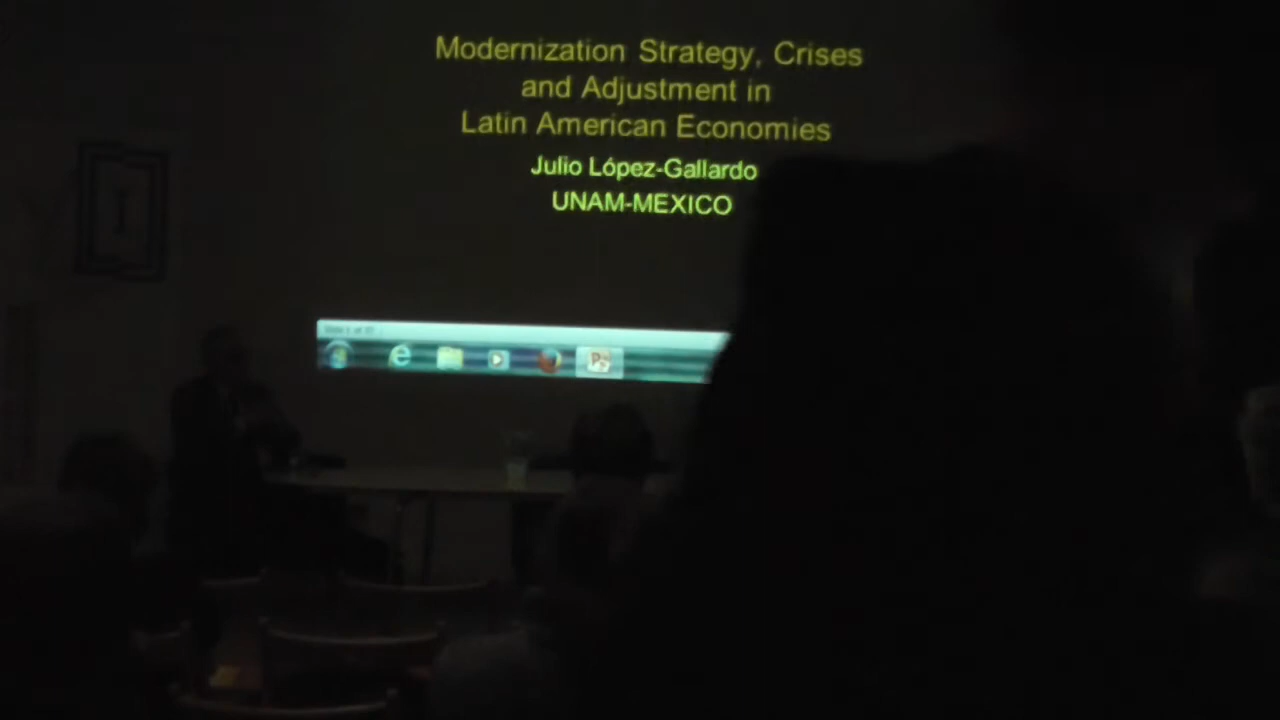 Modernization Strategy, Crises
and Adjustment in
Latin American Economies
Julio López-Gallardo
UNAM-MEXICO